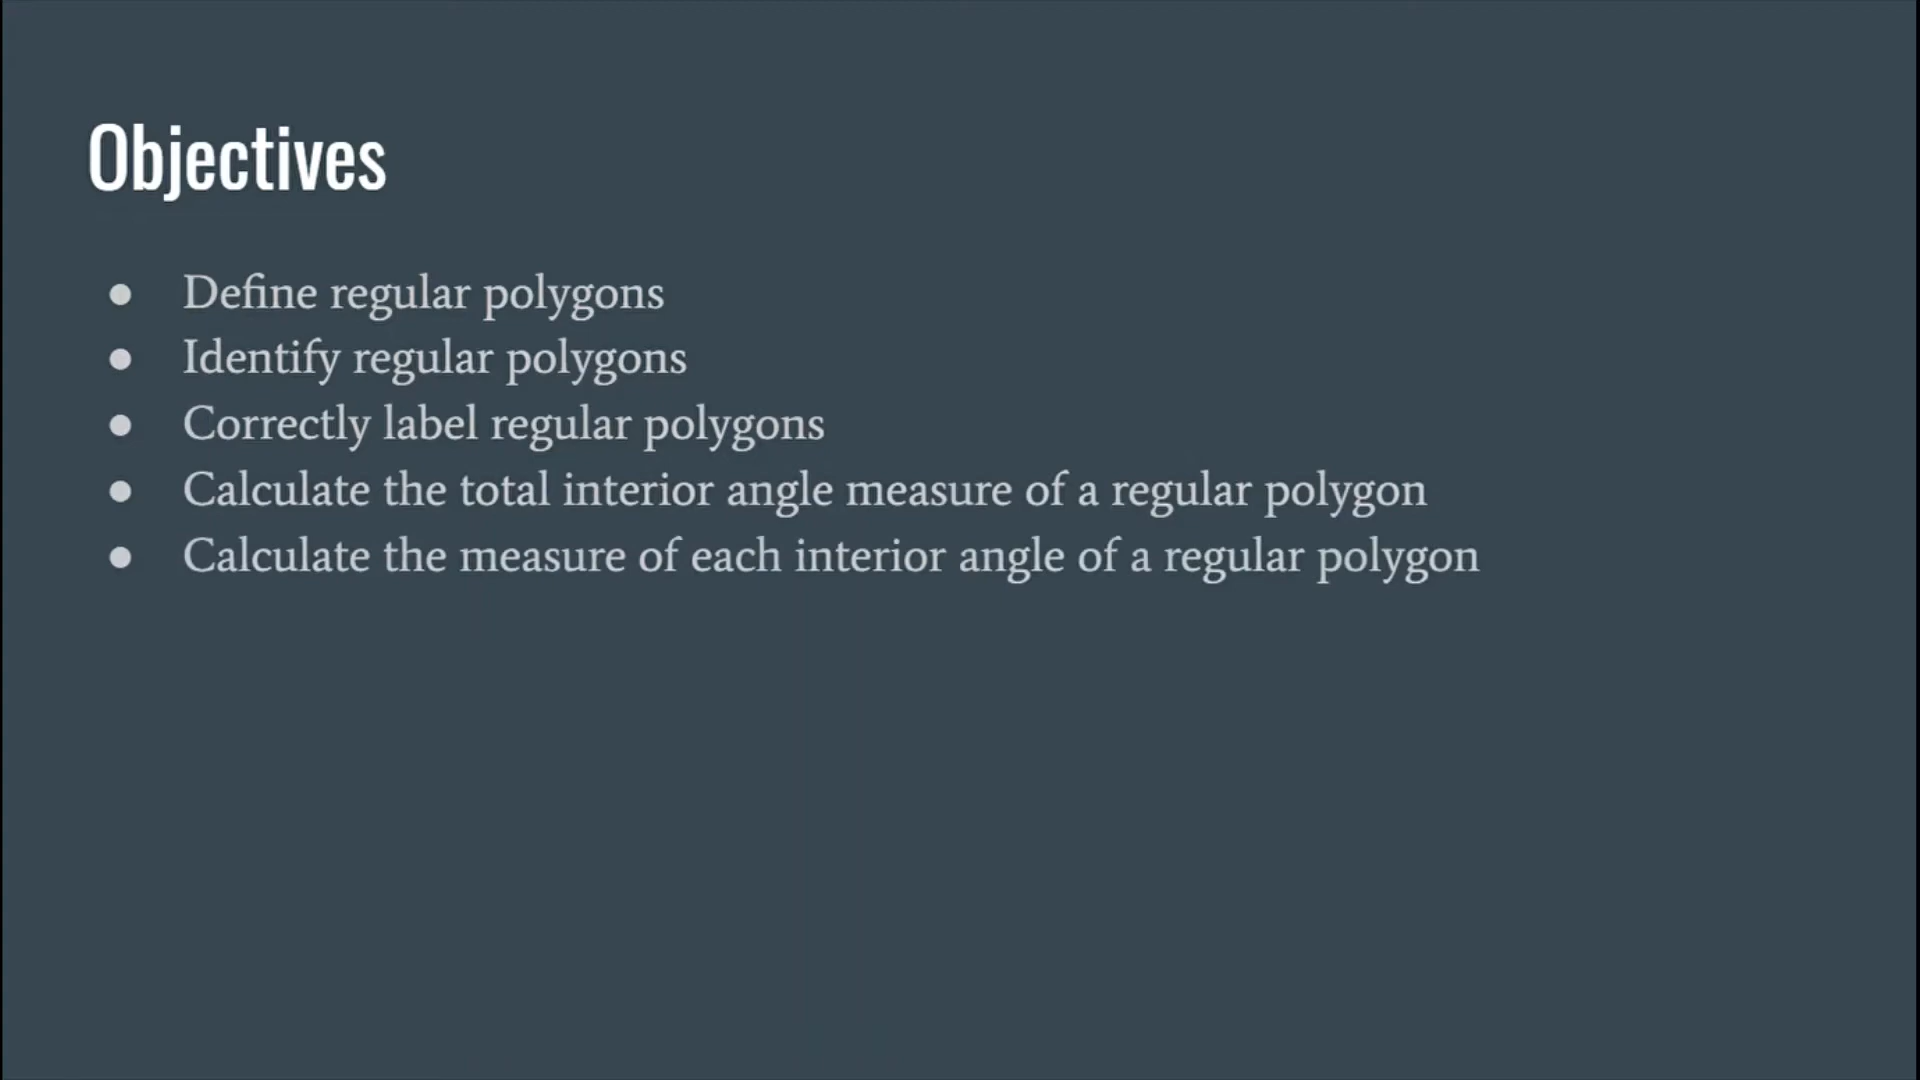 Objectives
● Define regular polygons
● Identify regular polygons
● Correctly label regular polygons
● Calculate the total interior angle measure of a regular polygon
● Calculate the measure of each interior angle of a regular polygon